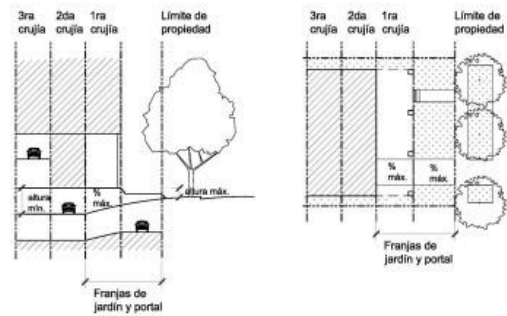 3ra
crujía
2da
crujía
1ra
crujía
Límite de
propiedad
altura
mín.
%
máx.
altura máx.
Franjas de
jardín y portal
3ra
crujía
2da
crujía
1ra
crujía
Límite de
propiedad
%
máx.
%
máx.
Franjas de
jardín y portal